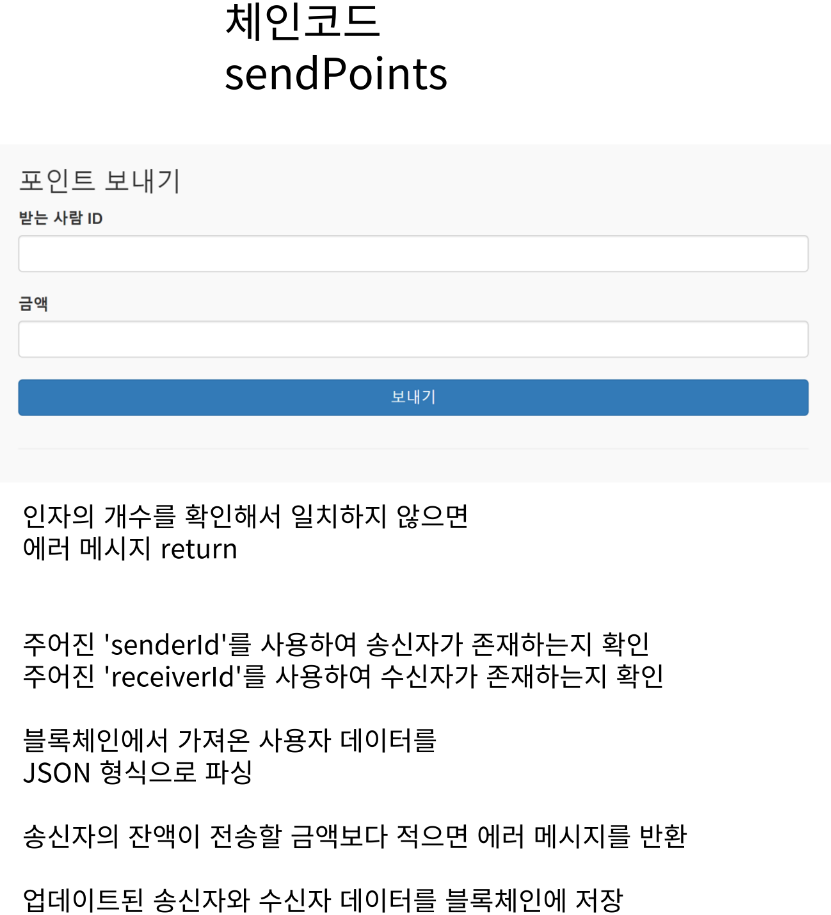 체인코드
sendPoints
포인트 보내기
받는 사람 ID
금액
보내기
인자의 개수를 확인해서 일치하지 않으면
에러 메시지 return
주어진 'senderId'를 사용하여 송신자가 존재하는지 확인
주어진 'receiverId'를 사용하여 수신자가 존재하는지 확인
블록체인에서 가져온 사용자 데이터를
JSON 형식으로 파싱
송신자의 잔액이 전송할 금액보다 적으면 에러 메시지를 반환
업데이트된 송신자와 수신자 데이터를 블록체인에 저장